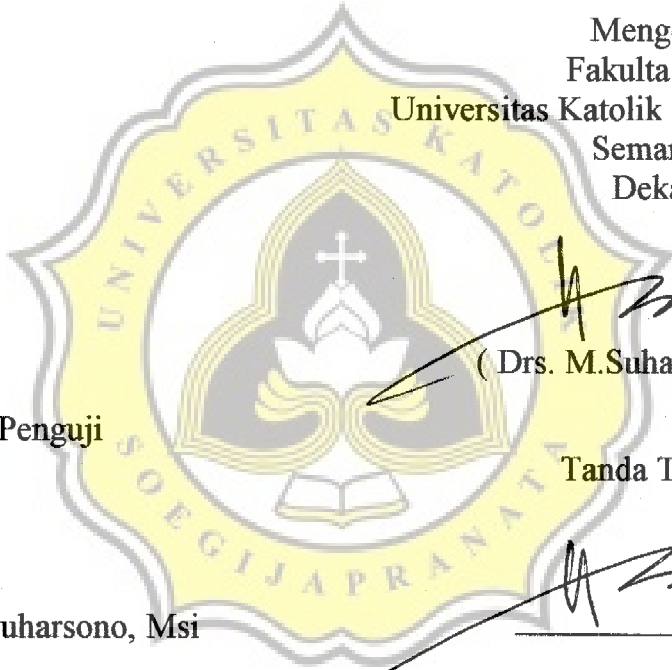 Meng
Fakulta
Universitas Katolik
Semar
Deka
UNIVERSITAS KATOLIK
SOEGIJAPRANATA
( Drs. M.Suha
Penguji
Tanda T
uharsono, Msi